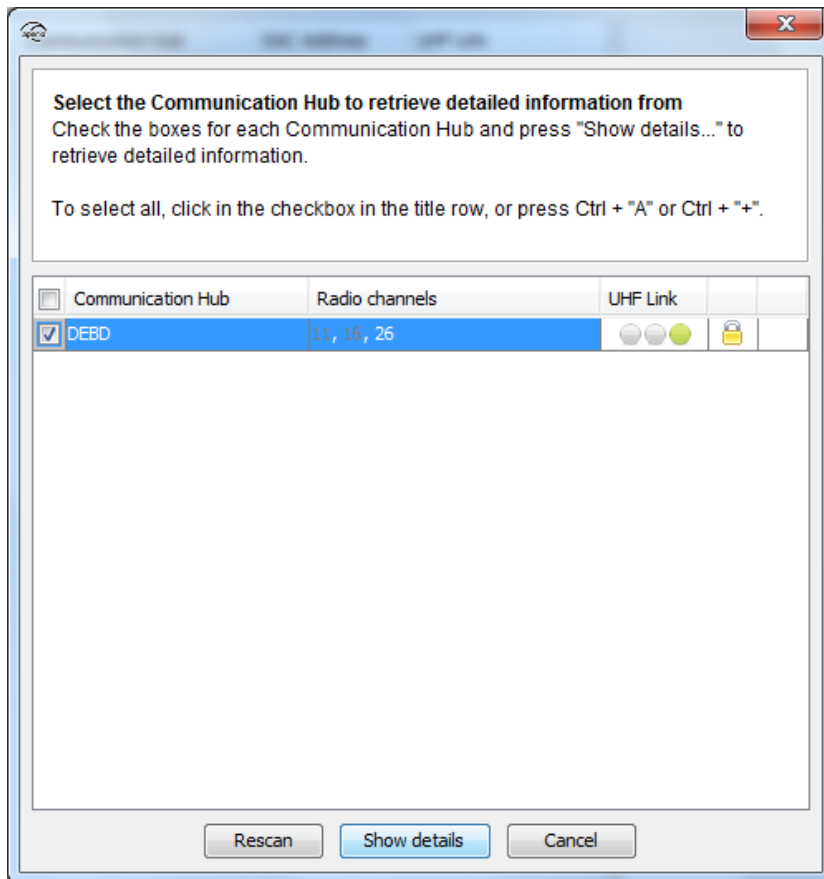 Select the Communication Hub to retrieve detailed information from
Check the boxes for each Communication Hub and press "Show details..." to
retrieve detailed information.
To select all, click in the checkbox in the title row, or press Ctrl + "A" or Ctrl + "+".
Communication Hub Radio channels UHF Link
DEBD 11, 16, 26
Rescan Show details Cancel